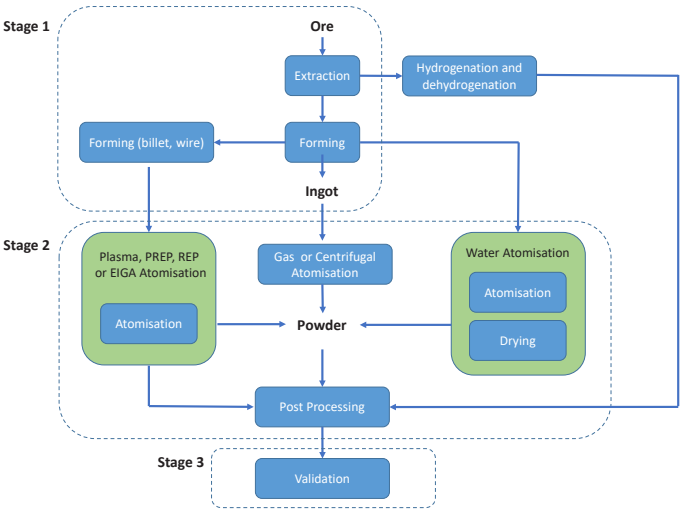 Stage 1
Ore
Extraction
Hydrogenation and
dehydrogenation
Forming (billet, wire)
Forming
Ingot
Stage 2
Plasma, PREP, REP
or EIGA Atomisation
Atomisation
Gas or Centrifugal
Atomisation
Water Atomisation
Atomisation
Drying
Powder
Post Processing
Stage 3
Validation